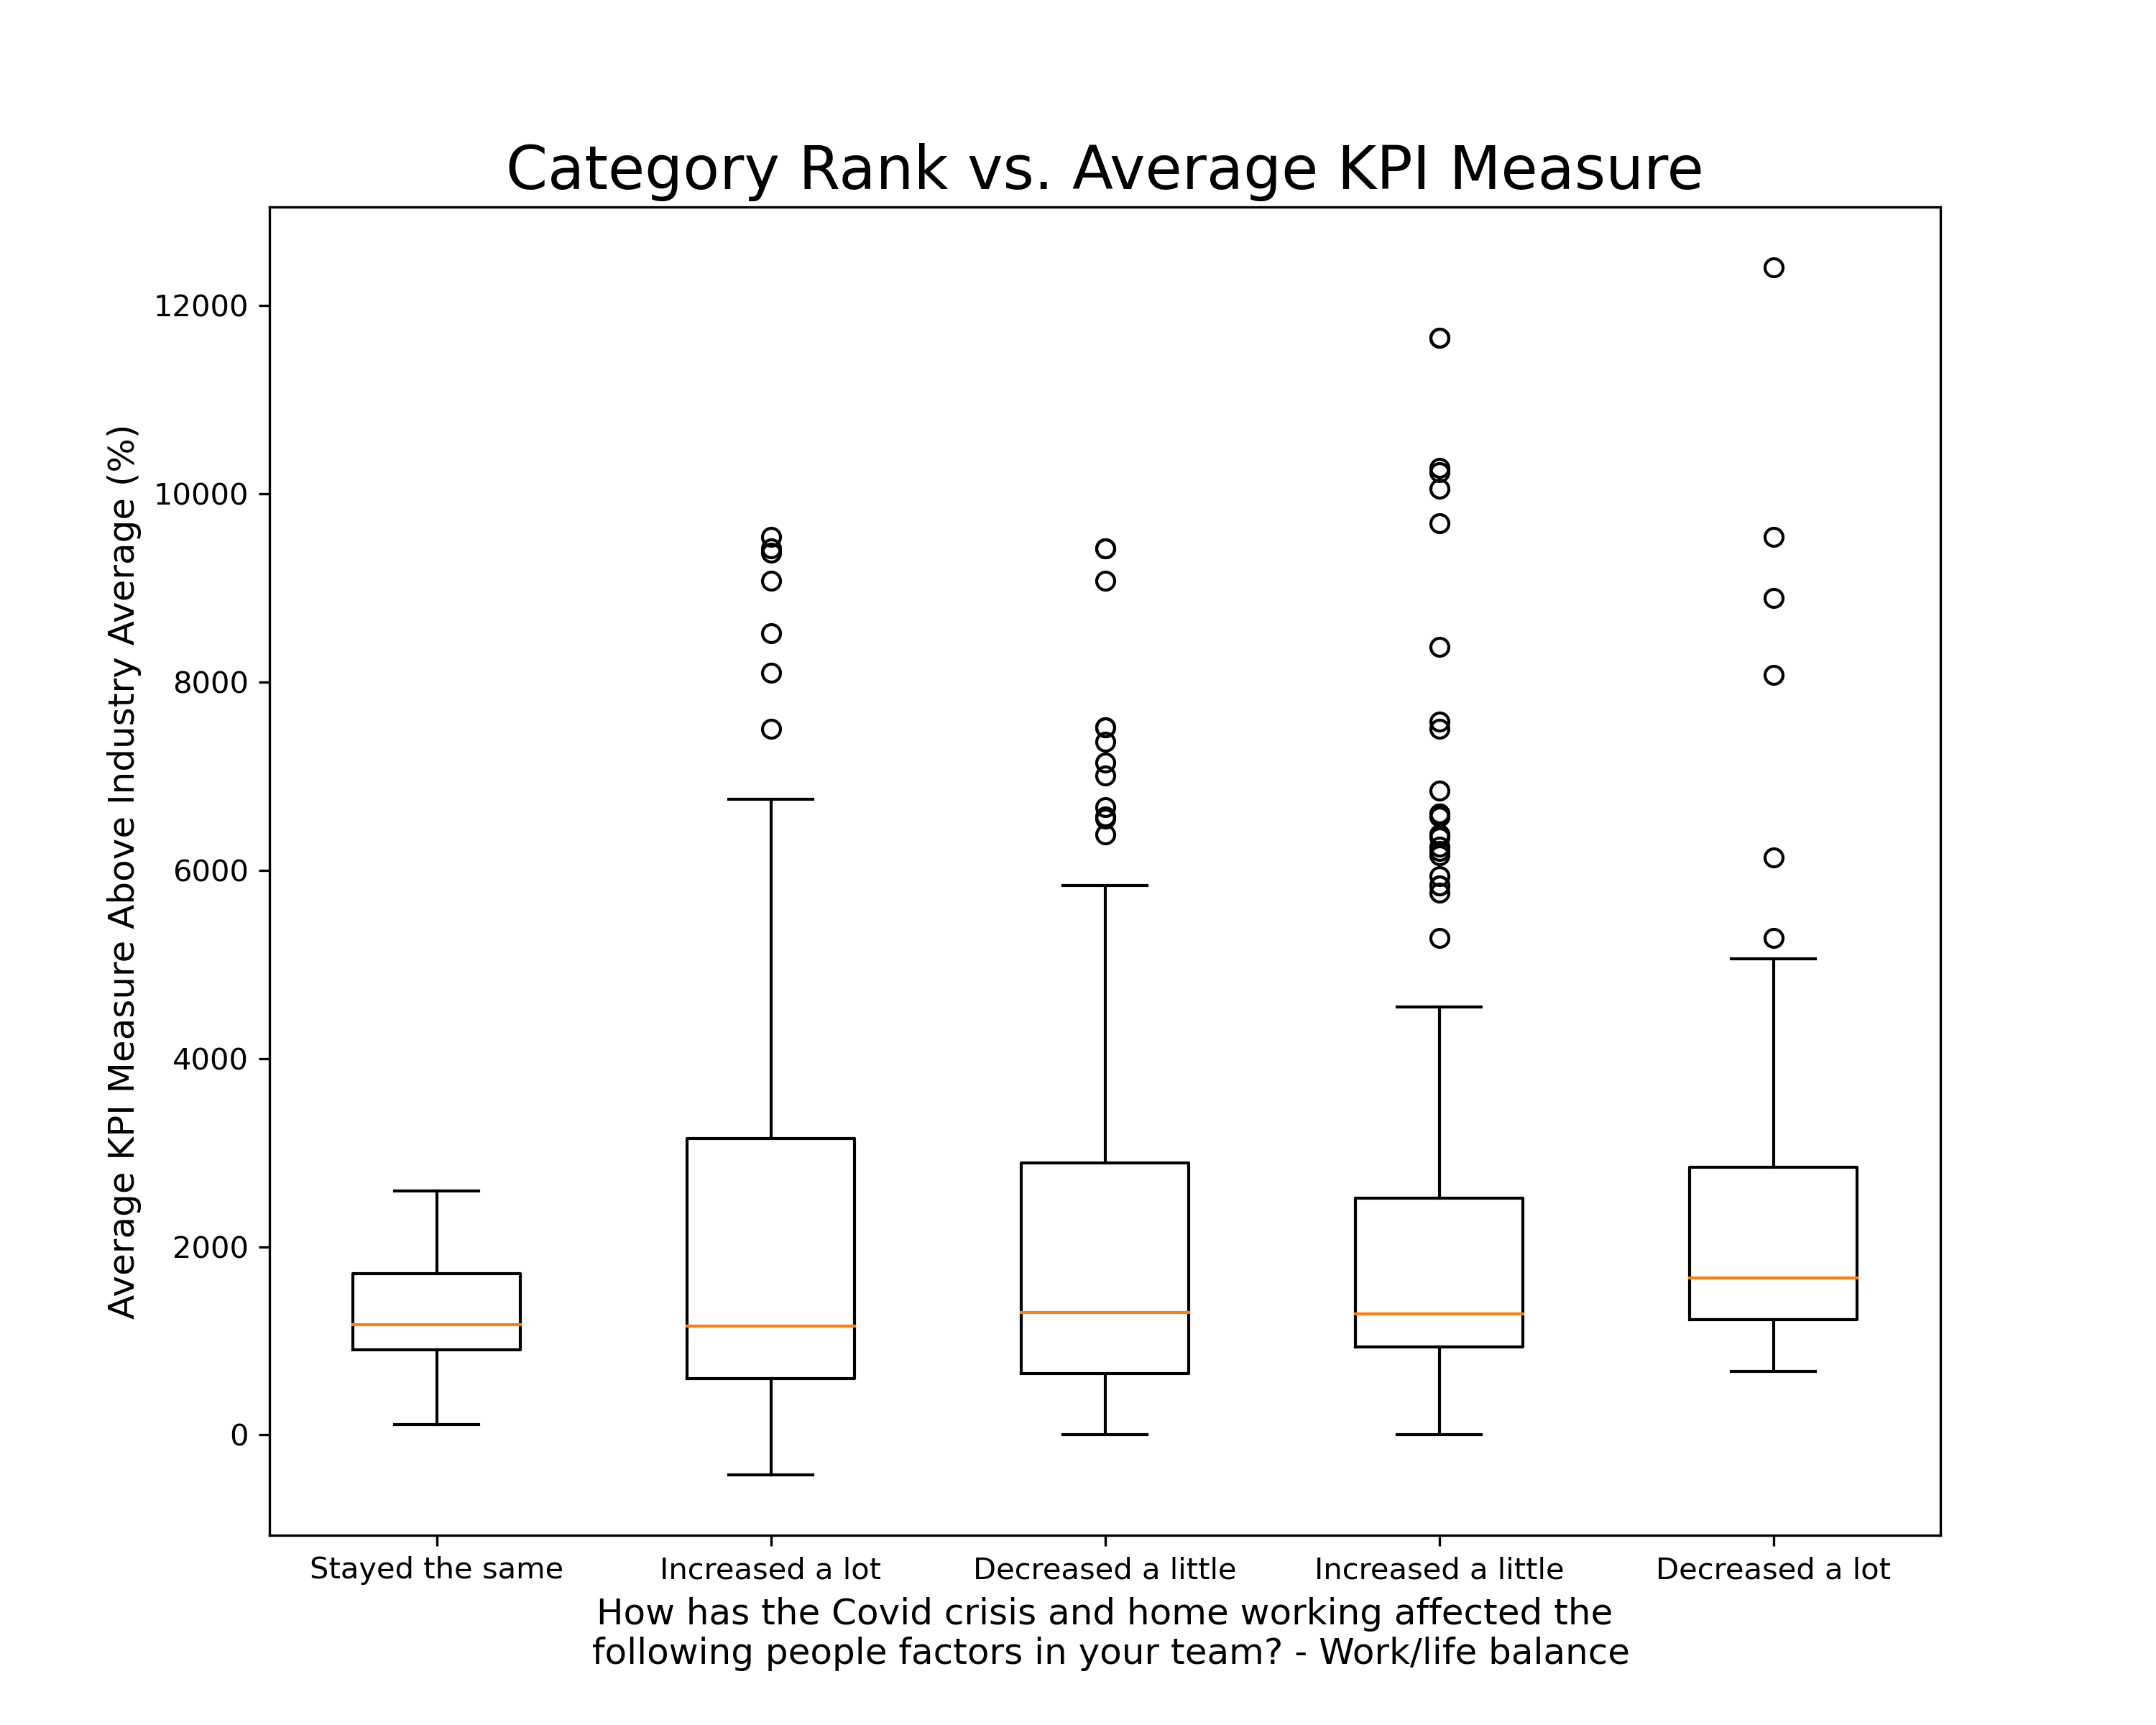 Category Rank vs. Average KPI Measure
Average KPI Measure Above Industry Average (%)
12000
10000
8000
6000
4000
2000
0
Stayed the same
Increased a lot
Decreased a little
Increased a little
Decreased a lot
How has the Covid crisis and home working affected the
following people factors in your team? - Work/life balance